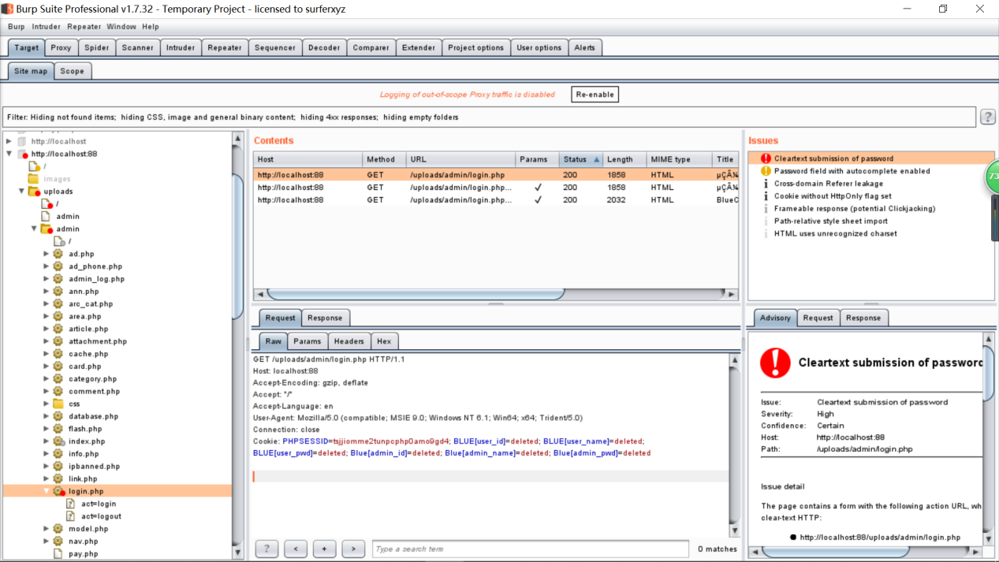 Burp Suite Professional v1.7.32 - Temporary Project - licensed to surferxyz
Burp Intruder Repeater Window Help
Target Proxy Spider Scanner Intruder Repeater Sequencer Decoder Comparer Extender Project options User options Alerts
Site map Scope
Logging of out-of-scope Proxy traffic is disabled Re-enable
Filter: Hiding not found items; hiding CSS, image and general binary content; hiding 4xx responses; hiding empty folders ?
http://localhost
http://localhost:88
/
images
uploads
/
admin
admin
/
ad.php
ad_phone.php
admin_log.php
ann.php
arc_cat.php
area.php
article.php
attachment.php
cache.php
card.php
category.php
comment.php
css
database.php
flash.php
index.php
info.php
ipbanned.php
link.php
login.php
act=login
act=logout
model.php
nav.php
pay.php
Contents
Host Method URL Params Status Length MIME type Title
http://localhost:88 GET /uploads/admin/login.php 200 1858 HTML µÇÂ¼
http://localhost:88 GET /uploads/admin/login.php... ✓ 200 1858 HTML µÇÂ¼
http://localhost:88 GET /uploads/admin/login.php... ✓ 200 2032 HTML BlueC
Request Response
Raw Params Headers Hex
GET /uploads/admin/login.php HTTP/1.1
Host: localhost:88
Accept-Encoding: gzip, deflate
Accept: */*
Accept-Language: en
User-Agent: Mozilla/5.0 (compatible; MSIE 9.0; Windows NT 6.1; Win64; x64; Trident/5.0)
Connection: close
Cookie: PHPSESSID=tsjjiomme2tunpcphp0amo9gd4; BLUE[user_id]=deleted; BLUE[user_name]=deleted;
BLUE[user_pwd]=deleted; Blue[admin_id]=deleted; Blue[admin_name]=deleted; Blue[admin_pwd]=deleted
? < + > Type a search term 0 matches
Issues
Cleartext submission of password
Password field with autocomplete enabled
Cross-domain Referer leakage
Cookie without HttpOnly flag set
Frameable response (potential Clickjacking)
Path-relative style sheet import
HTML uses unrecognized charset
73
Advisory Request Response
Cleartext submission of password
Issue: Cleartext submission of password
Severity: High
Confidence: Certain
Host: http://localhost:88
Path: /uploads/admin/login.php
Issue detail
The page contains a form with the following action URL, wh
clear-text HTTP:
http://localhost:88/uploads/admin/login.php